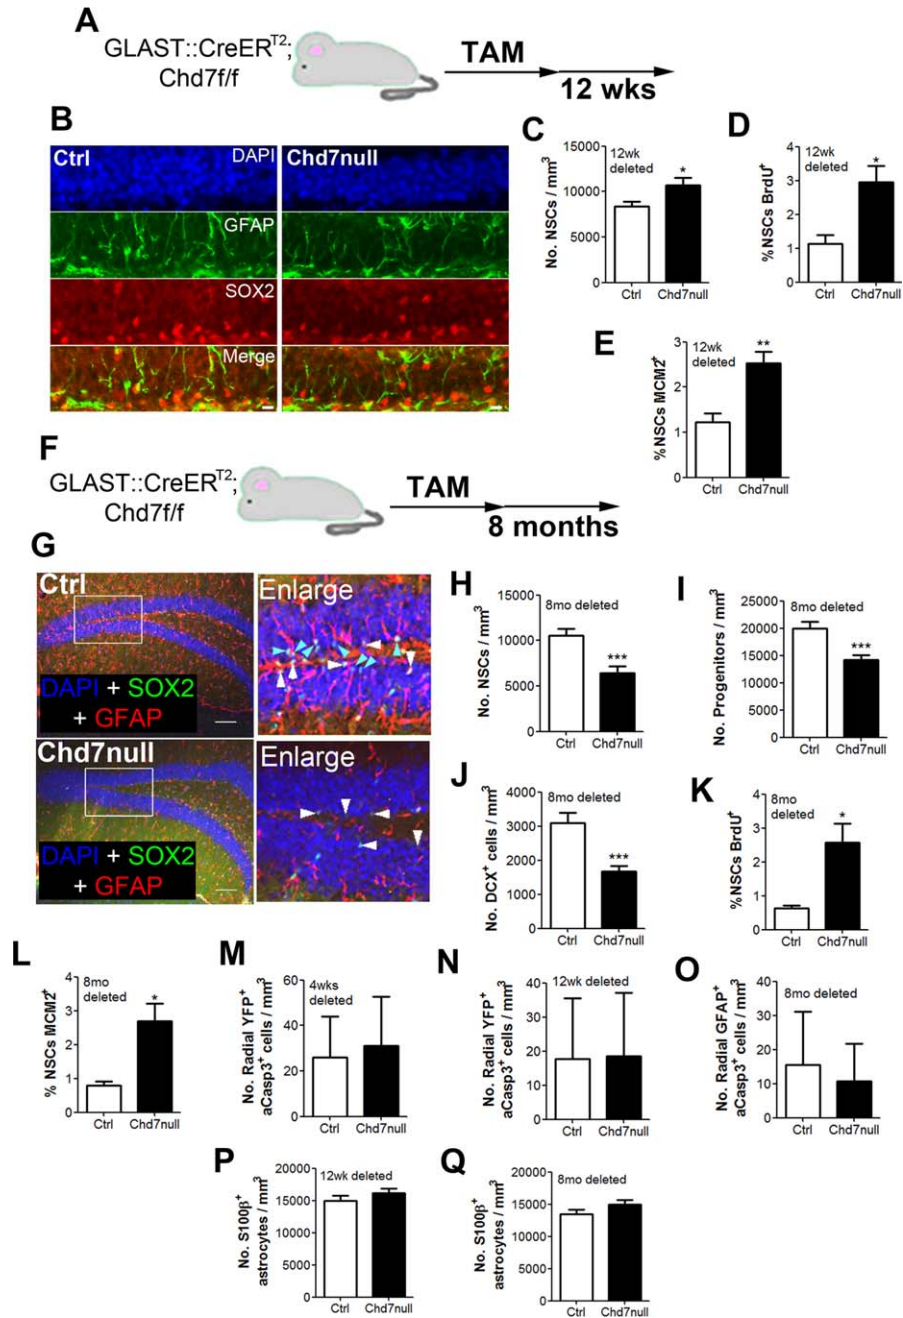 A
GLAST::CreERT2;
Chd7f/f
TAM
12 wks
B
Ctrl
DAPI
Chd7null
GFAP
SOX2
Merge
C
No. NSCs / mm3
15000
10000
5000
0
12wk
deleted
*
Ctrl
Chd7null
D
%NSCs BrdU+
4
3
2
1
0
12wk
deleted
*
Ctrl
Chd7null
E
%NSCs MCM2+
3
2
1
0
12wk
deleted
**
Ctrl
Chd7null
F
GLAST::CreERT2;
Chd7f/f
TAM
8 months
G
Ctrl
DAPI + SOX2
+ GFAP
Enlarge
Chd7null
DAPI + SOX2
+ GFAP
Enlarge
H
No. NSCs / mm3
15000
10000
5000
0
8mo deleted
***
Ctrl
Chd7null
I
No. Progenitors / mm3
25000
20000
15000
10000
5000
0
8mo deleted
***
Ctrl
Chd7null
J
No. DCX+ cells / mm3
4000
3000
2000
1000
0
8mo deleted
***
Ctrl
Chd7null
K
%NSCs BrdU+
4
3
2
1
0
8mo
deleted
*
Ctrl
Chd7null
L
% NSCs MCM2+
4
3
2
1
0
8mo
deleted
*
Ctrl
Chd7null
M
No. Radial YFP+
aCasp3+ cells / mm3
60
40
20
0
4wks
deleted
Ctrl
Chd7null
N
No. Radial YFP+
aCasp3+ cells / mm3
40
30
20
10
0
12wk deleted
Ctrl
Chd7null
O
No. Radial GFAP+
aCasp3+ cells / mm3
40
30
20
10
0
8mo deleted
Ctrl
Chd7null
P
No. S100β+
astrocytes / mm3
20000
15000
10000
5000
0
12wk deleted
Ctrl
Chd7null
Q
No. S100β+
astrocytes / mm3
20000
15000
10000
5000
0
8mo deleted
Ctrl
Chd7null